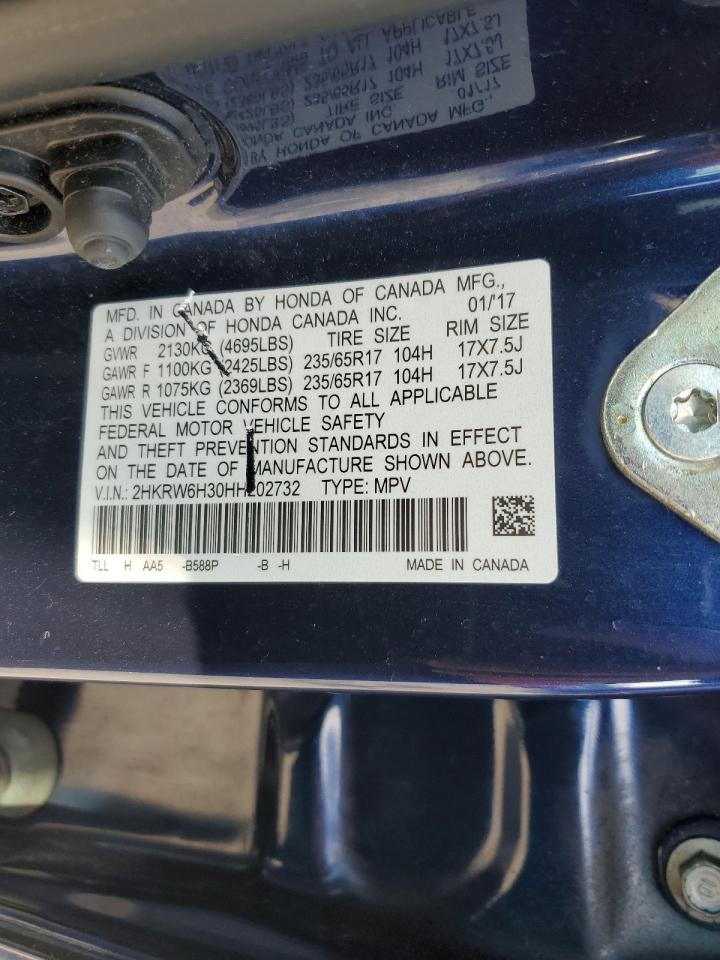 MFD. IN CANADA BY HONDA OF CANADA MFG.,
A DIVISION OF HONDA CANADA INC. 01/'17
GVWR 2130KG (4695LBS) TIRE SIZE RIM SIZE
GAWR F 1100KG (2425LBS) 235/65R17 104H 17X7.5J
GAWR R 1075KG (2369LBS) 235/65R17 104H 17X7.5J
THIS VEHICLE CONFORMS TO ALL APPLICABLE
FEDERAL MOTOR VEHICLE SAFETY
AND THEFT PREVENTION STANDARDS IN EFFECT
ON THE DATE OF MANUFACTURE SHOWN ABOVE.
V.I.N.: 2HKRW6H30HH202732 TYPE: MPV
TLL H AA5 -B588P -B -H MADE IN CANADA